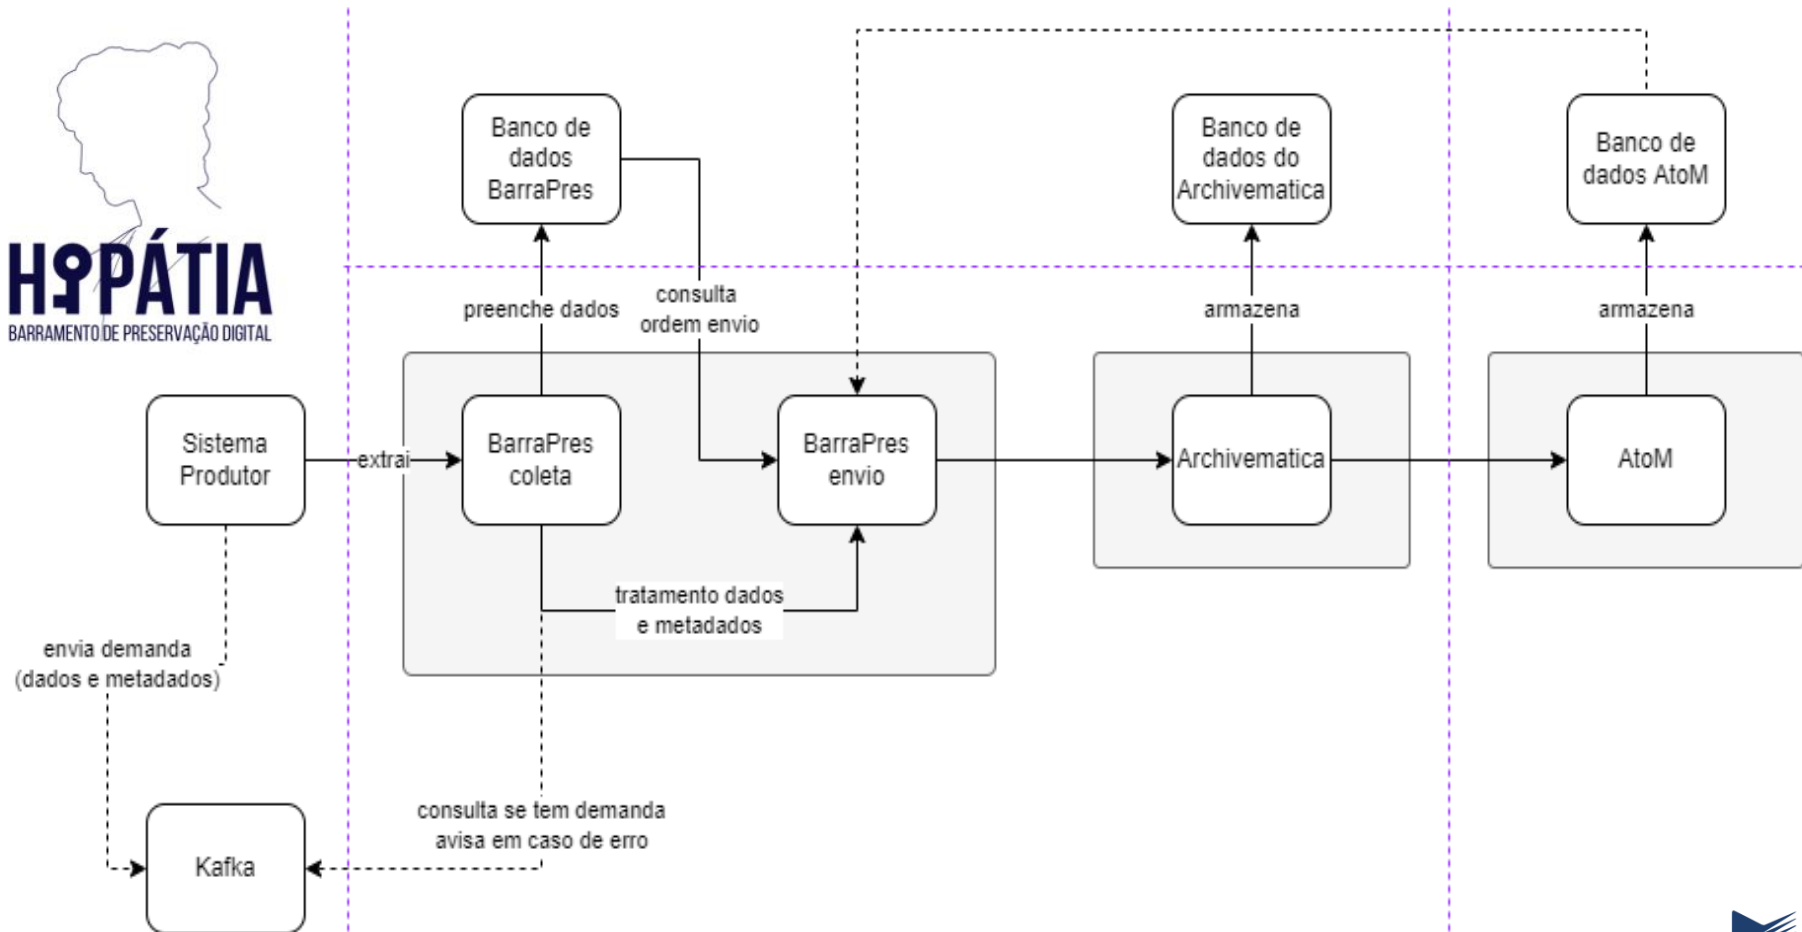 HIPÁTIA
BARRAMENTO DE PRESERVAÇÃO DIGITAL
Banco de
dados
BarraPres
Banco de
dados do
Archivematica
Banco de
dados AtoM
preenche dados
consulta
ordem envio
armazena
armazena
Sistema
Produtor
extrai
BarraPres
coleta
BarraPres
envio
Archivematica
AtoM
tratamento dados
e metadados
envia demanda
(dados e metadados)
consulta se tem demanda
avisa em caso de erro
Kafka